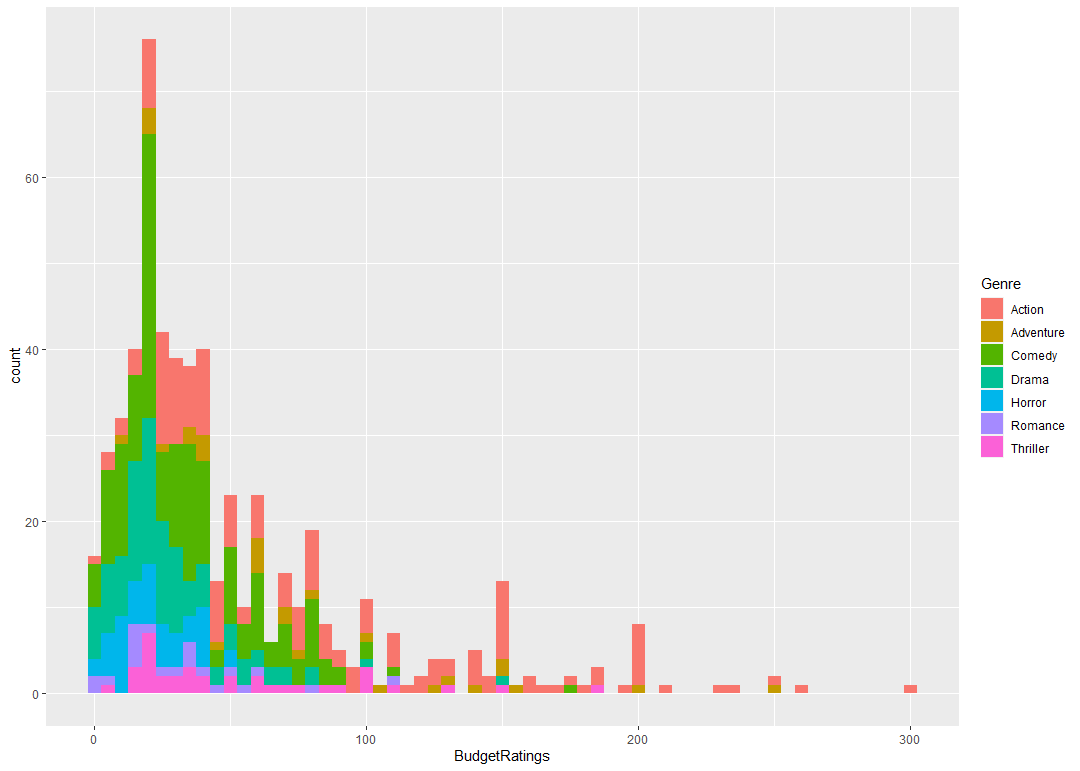 60
40
20
0
count
0 100 200 300
BudgetRatings
Genre
Action
Adventure
Comedy
Drama
Horror
Romance
Thriller